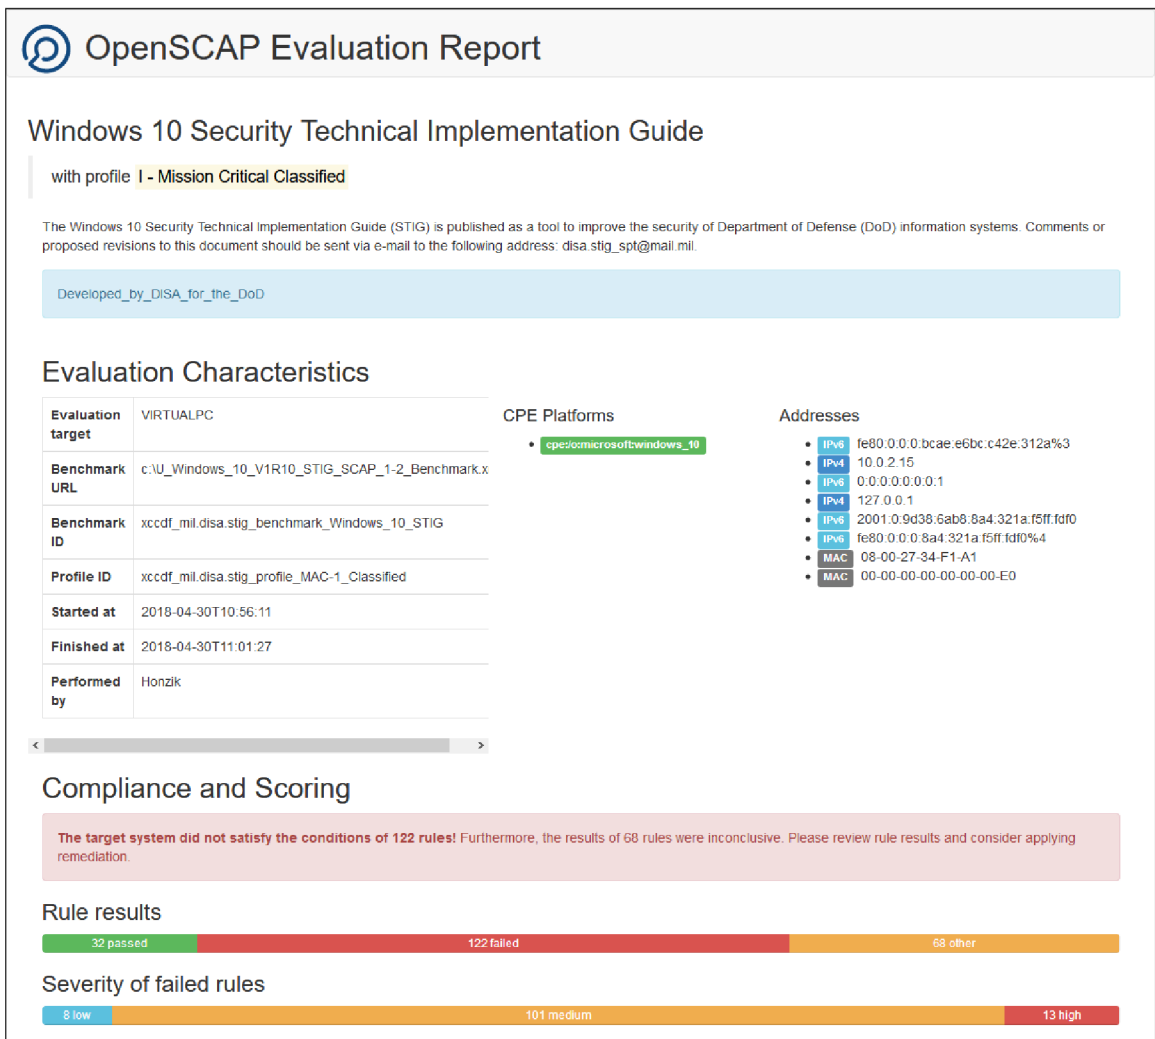 OpenSCAP Evaluation Report
Windows 10 Security Technical Implementation Guide
with profile I - Mission Critical Classified
The Windows 10 Security Technical Implementation Guide (STIG) is published as a tool to improve the security of Department of Defense (DoD) information systems. Comments or
proposed revisions to this document should be sent via e-mail to the following address: disa.stig_spt@mail.mil.
Developed_by_DISA_for_the_DoD
Evaluation Characteristics
Evaluation target VIRTUALPC
Benchmark URL c:\U_Windows_10_V1R10_STIG_SCAP_1-2_Benchmark.x
Benchmark ID xccdf_mil.disa.stig_benchmark_Windows_10_STIG
Profile ID xccdf_mil.disa.stig_profile_MAC-1_Classified
Started at 2018-04-30T10:56:11
Finished at 2018-04-30T11:01:27
Performed by Honzik
CPE Platforms
cpe:/o:microsoft:windows_10
Addresses
IPv6 fe80:0:0:0:bcae:e6bc:c42e:312a%3
IPv4 10.0.2.15
IPv6 0:0:0:0:0:0:0:1
IPv4 127.0.0.1
IPv6 2001:0:9d38:6ab8:8a4:321a:f5ff:fdf0
IPv6 fe80:0:0:0:8a4:321a:f5ff:fdf0%4
MAC 08-00-27-34-F1-A1
MAC 00-00-00-00-00-00-00-E0
Compliance and Scoring
The target system did not satisfy the conditions of 122 rules! Furthermore, the results of 68 rules were inconclusive. Please review rule results and consider applying
remediation.
Rule results
32 passed 122 failed 68 other
Severity of failed rules
8 low 101 medium 13 high